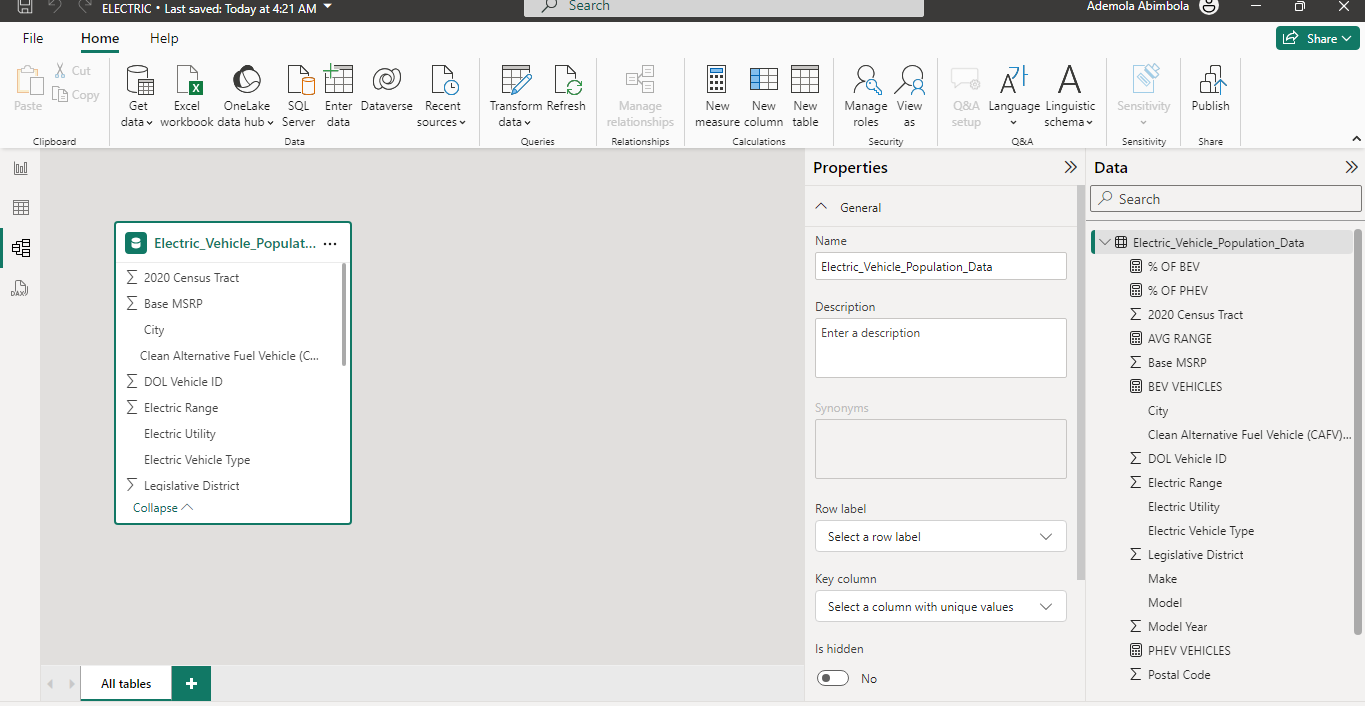 ELECTRIC • Last saved: Today at 4:21 AM
Search
Ademola Abimbola
File
Home
Help
Share
Paste
Cut
Copy
Clipboard
Get data
Excel workbook
OneLake data hub
SQL Server
Enter data
Dataverse
Recent sources
Data
Transform data
Refresh
Queries
Manage relationships
Relationships
New measure
New column
New table
Calculations
Manage roles
View as
Security
Q&A setup
Language
Linguistic schema
Q&A
Sensitivity
Sensitivity
Publish
Share
DAX
Electric_Vehicle_Populat...
2020 Census Tract
Base MSRP
City
Clean Alternative Fuel Vehicle (C...
DOL Vehicle ID
Electric Range
Electric Utility
Electric Vehicle Type
Legislative District
Collapse
All tables
Properties
General
Name
Electric_Vehicle_Population_Data
Description
Enter a description
Synonyms
Row label
Select a row label
Key column
Select a column with unique values
Is hidden
No
Data
Search
Electric_Vehicle_Population_Data
% OF BEV
% OF PHEV
2020 Census Tract
AVG RANGE
Base MSRP
BEV VEHICLES
City
Clean Alternative Fuel Vehicle (CAFV)...
DOL Vehicle ID
Electric Range
Electric Utility
Electric Vehicle Type
Legislative District
Make
Model
Model Year
PHEV VEHICLES
Postal Code